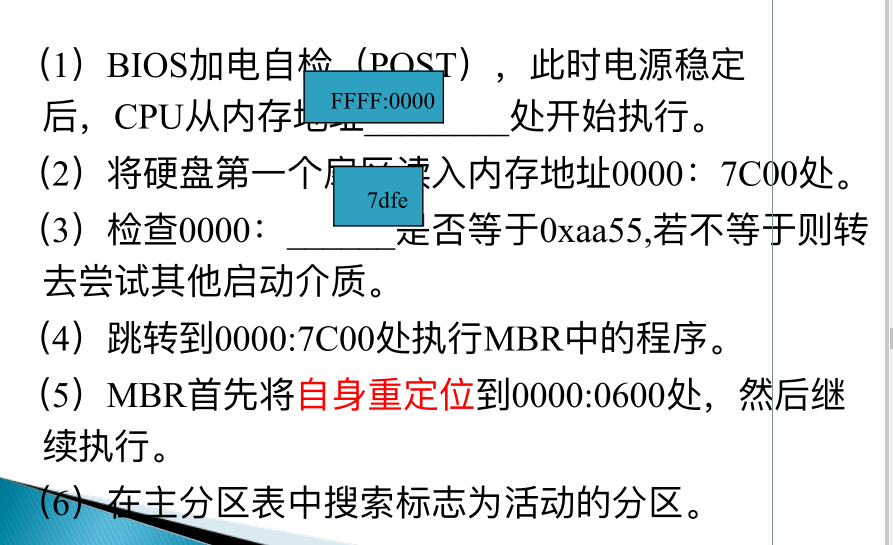 （1）BIOS加电自检（POST），此时电源稳定
FFFF:0000
后，CPU从内存地址________处开始执行。
（2）将硬盘第一个扇区读入内存地址0000：7C00处。
7dfe
（3）检查0000：______是否等于0xaa55,若不等于则转
去尝试其他启动介质。
（4）跳转到0000:7C00处执行MBR中的程序。
（5）MBR首先将自身重定位到0000:0600处，然后继
续执行。
（6）在主分区表中搜索标志为活动的分区。